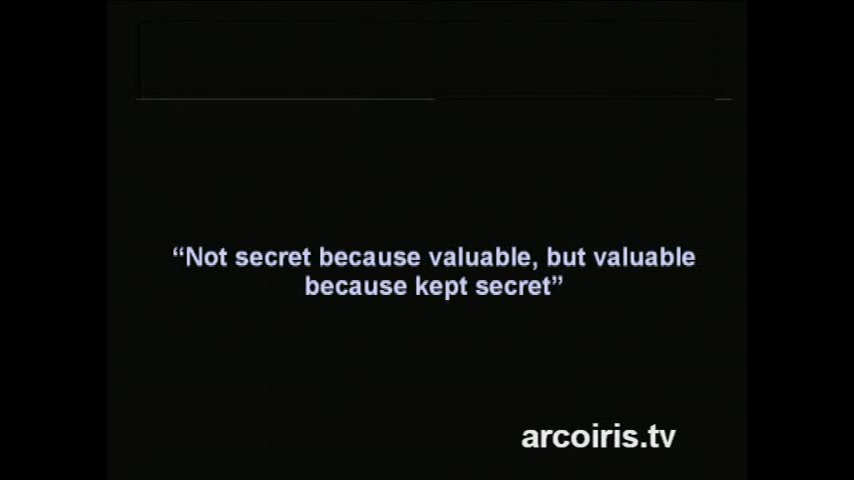 “Not secret because valuable, but valuable
because kept secret”
arcoiris.tv